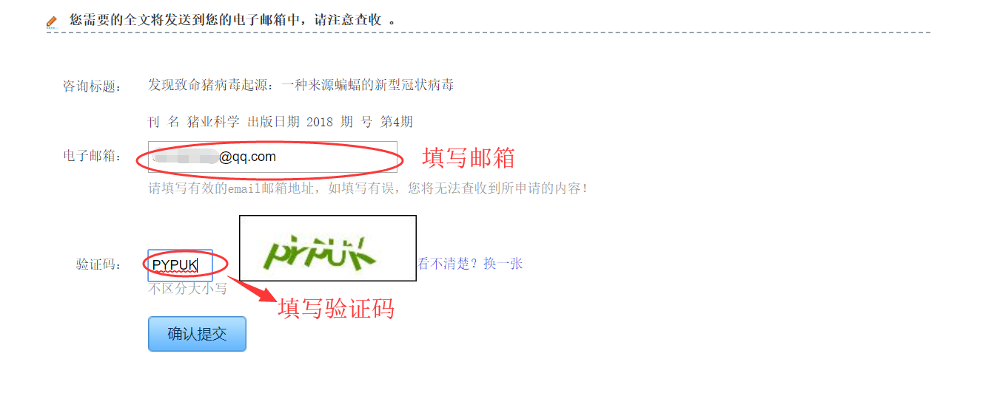 您需要的全文将发送到您的电子邮箱中，请注意查收 。
咨询标题： 发现致命猪病毒起源：一种来源蝙蝠的新型冠状病毒
刊 名 猪业科学 出版日期 2018 期 号 第4期
电子邮箱： @qq.com 填写邮箱
请填写有效的email邮箱地址，如填写有误，您将无法查收到所申请的内容！
验证码： PYPUK PYPUK 看不清楚？换一张
不区分大小写
填写验证码
确认提交